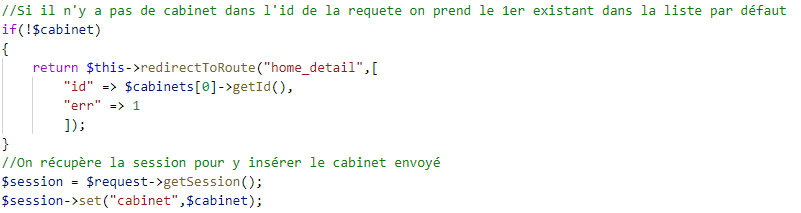 //Si il n'y a pas de cabinet dans l'id de la requete on prend le 1er existant dans la liste par défaut
if(!$cabinet)
{
    return $this->redirectToRoute("home_detail",[
        "id" => $cabinets[0]->getId(),
        "err" => 1
        ]);
}
//On récupère la session pour y insérer le cabinet envoyé
$session = $request->getSession();
$session->set("cabinet",$cabinet);